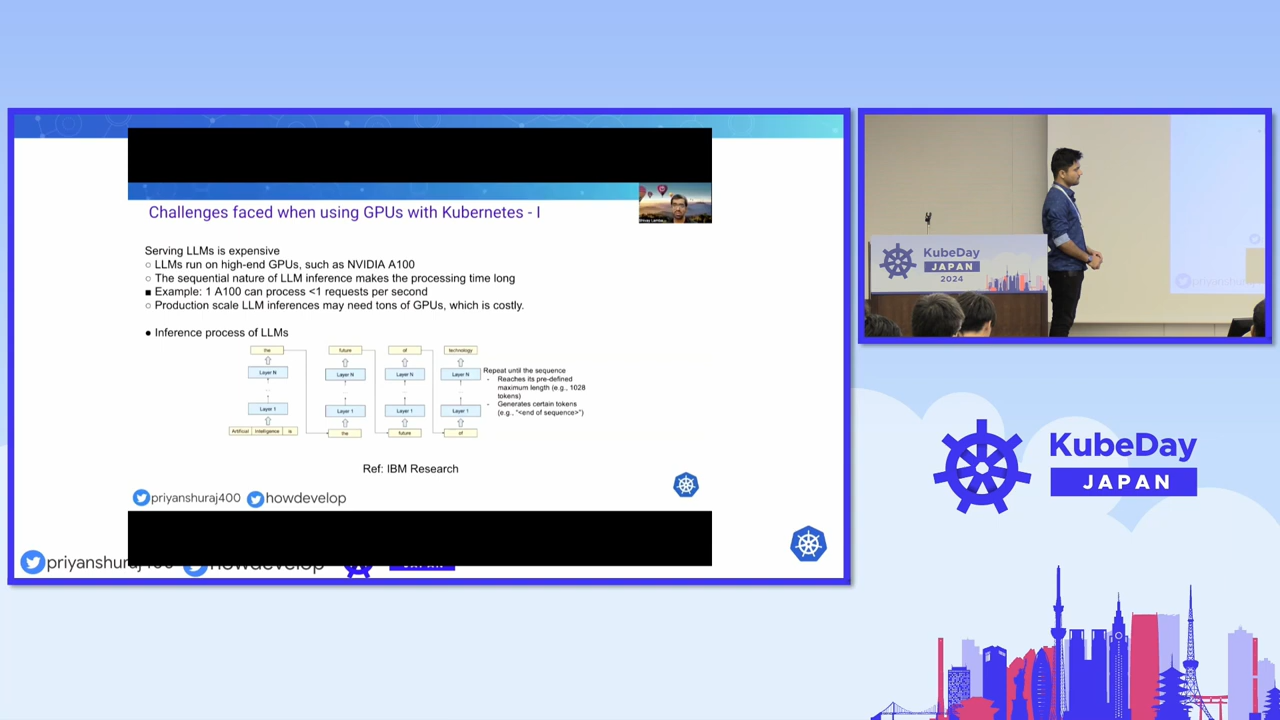 Challenges faced when using GPUs with Kubernetes - I
Serving LLMs is expensive
○ LLMs run on high-end GPUs, such as NVIDIA A100
○ The sequential nature of LLM inference makes the processing time long
■ Example: 1 A100 can process <1 requests per second
○ Production scale LLM inferences may need tons of GPUs, which is costly.
● Inference process of LLMs
the
future
of
technology
Layer N
Layer N
Layer N
Layer N
Layer 1
Layer 1
Layer 1
Layer 1
Artificial Intelligence is
the
future
of
Repeat until the sequence
- Reaches its pre-defined
maximum length (e.g., 1028
tokens)
- Generates certain tokens
(e.g., "<end of sequence>")
Ref: IBM Research
priyanshuraj400 howdevelop
priyanshuraj400 howdevelop
KubeDay
JAPAN
2024
priyanshuraj
KubeDay
JAPAN